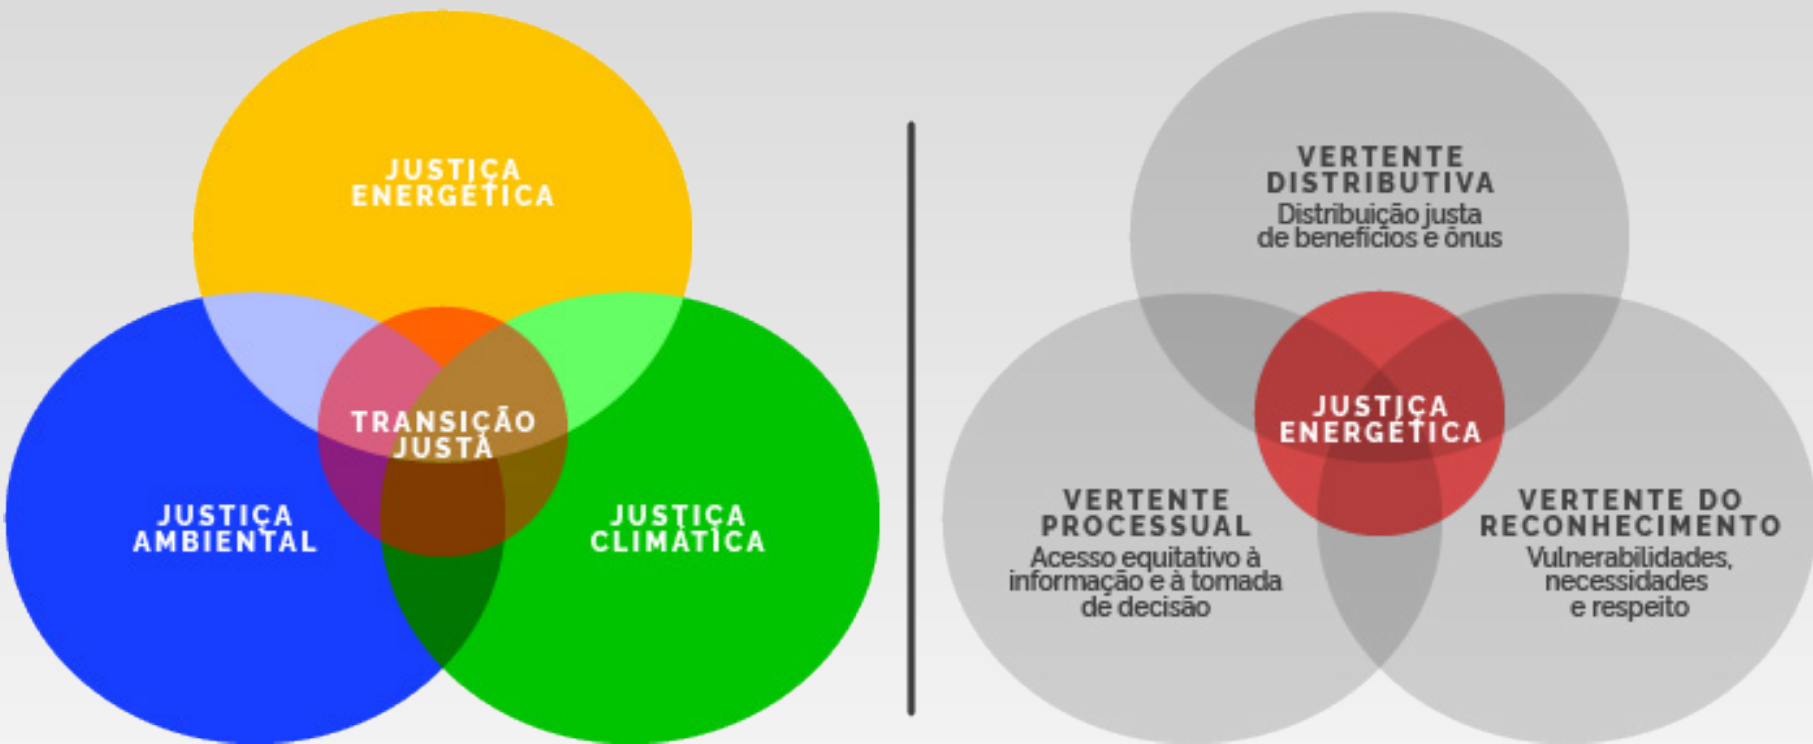 JUSTIÇA
ENERGÉTICA
TRANSIÇÃO
JUSTA
JUSTIÇA
AMBIENTAL
JUSTIÇA
CLIMÁTICA
VERTENTE
DISTRIBUTIVA
Distribuição justa
de benefícios e ônus
JUSTIÇA
ENERGÉTICA
VERTENTE
PROCESSUAL
Acesso equitativo à
informação e à tomada
de decisão
VERTENTE DO
RECONHECIMENTO
Vulnerabilidades,
necessidades
e respeito